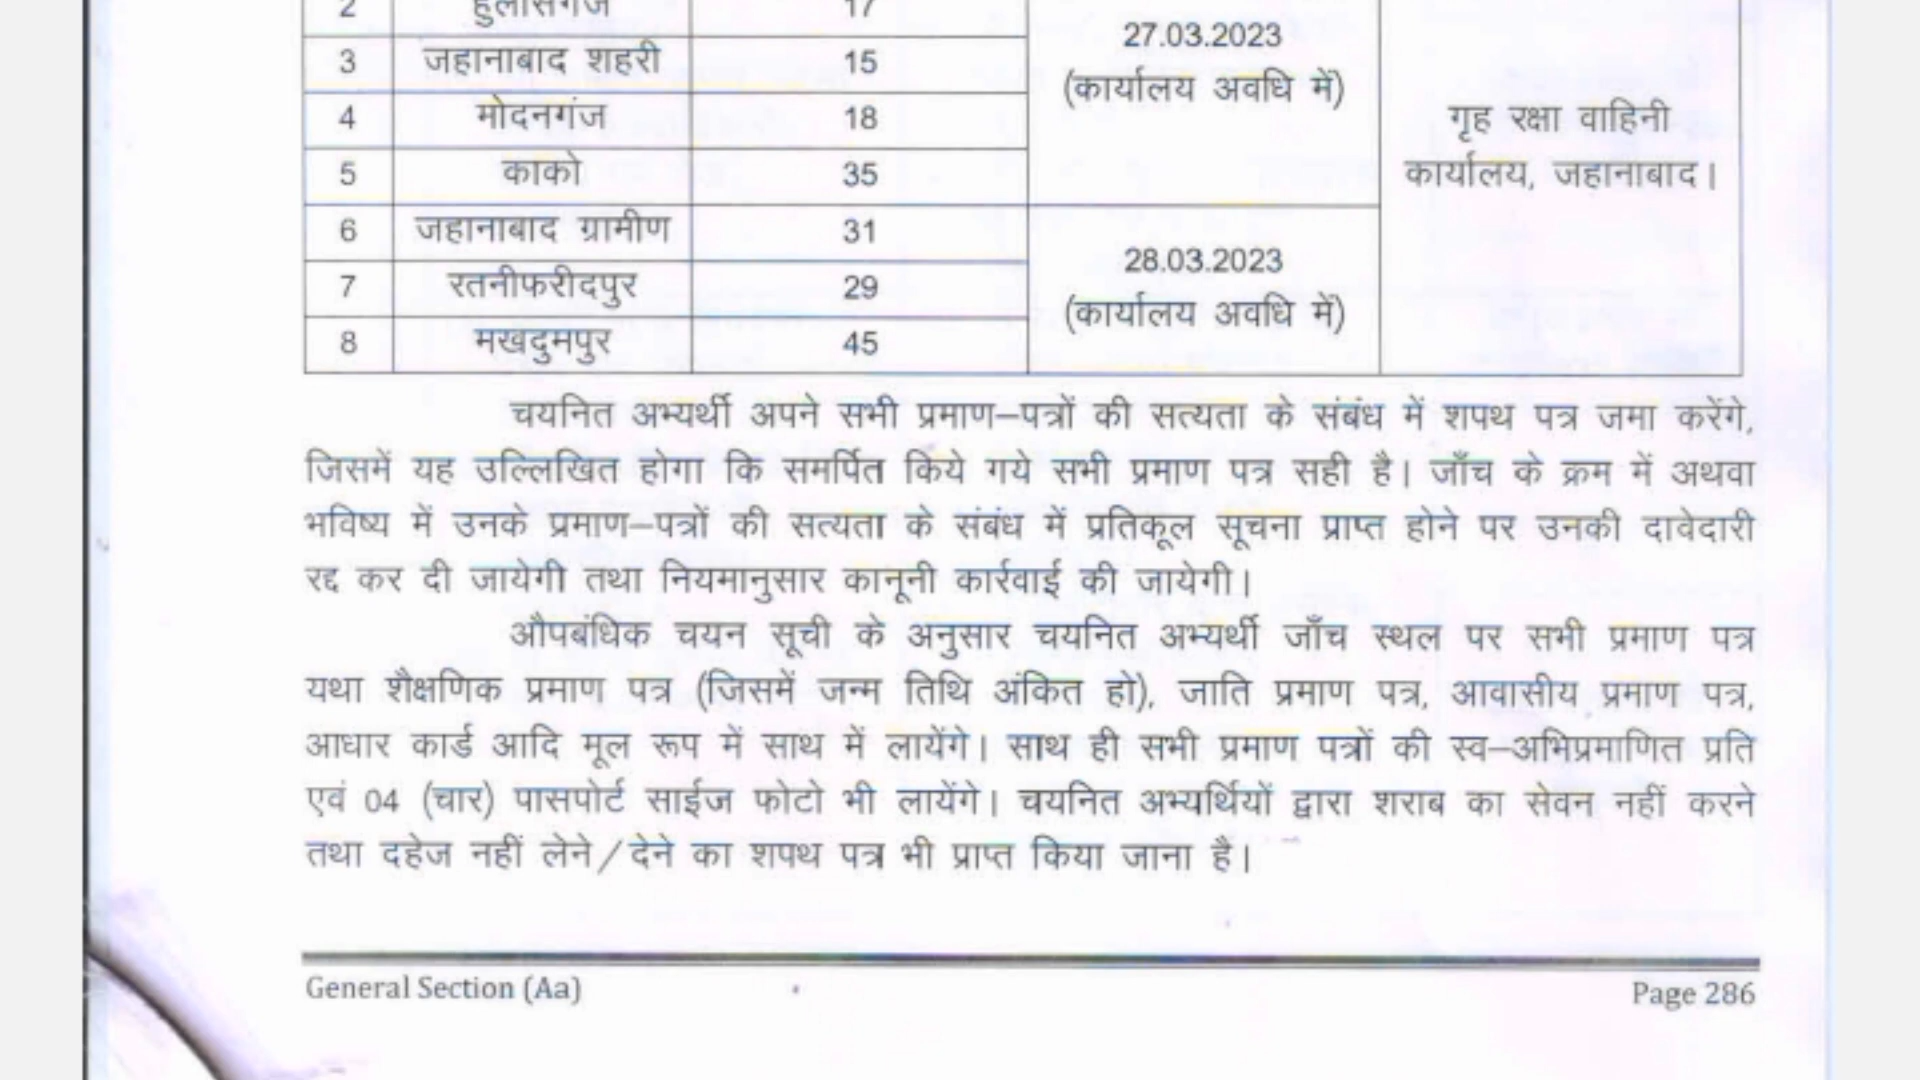 2 हुलासगंज 17
27.03.2023
3 जहानाबाद शहरी 15
(कार्यालय अवधि में)
4 मोदनगंज 18
गृह रक्षा वाहिनी
5 काको 35
कार्यालय, जहानाबाद।
6 जहानाबाद ग्रामीण 31
28.03.2023
7 रतनीफरीदपुर 29
(कार्यालय अवधि में)
8 मखदुमपुर 45
चयनित अभ्यर्थी अपने सभी प्रमाण–पत्रों की सत्यता के संबंध में शपथ पत्र जमा करेंगे,
जिसमें यह उल्लिखित होगा कि समर्पित किये गये सभी प्रमाण पत्र सही है। जाँच के क्रम में अथवा
भविष्य में उनके प्रमाण–पत्रों की सत्यता के संबंध में प्रतिकूल सूचना प्राप्त होने पर उनकी दावेदारी
रद्द कर दी जायेगी तथा नियमानुसार कानूनी कार्रवाई की जायेगी।
औपबंधिक चयन सूची के अनुसार चयनित अभ्यर्थी जाँच स्थल पर सभी प्रमाण पत्र
यथा शैक्षणिक प्रमाण पत्र (जिसमें जन्म तिथि अंकित हो), जाति प्रमाण पत्र, आवासीय प्रमाण पत्र,
आधार कार्ड आदि मूल रूप में साथ में लायेंगे। साथ ही सभी प्रमाण पत्रों की स्व–अभिप्रमाणित प्रति
एवं 04 (चार) पासपोर्ट साईज फोटो भी लायेंगे। चयनित अभ्यर्थियों द्वारा शराब का सेवन नहीं करने
तथा दहेज नहीं लेने/देने का शपथ पत्र भी प्राप्त किया जाना है।
General Section (Aa)
Page 286